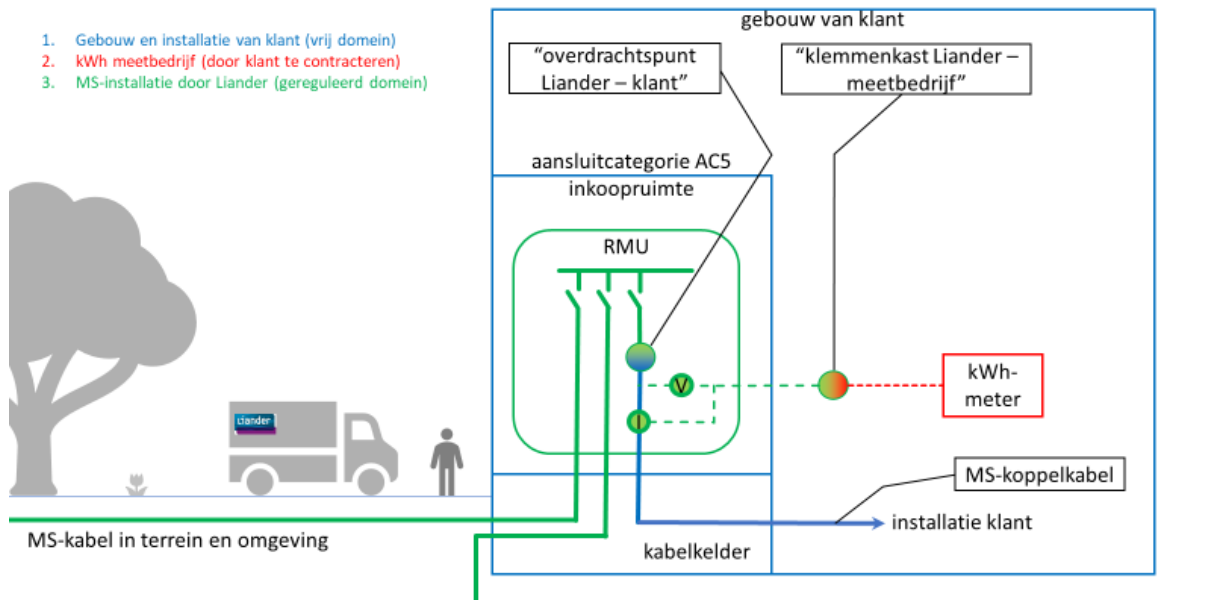 1. Gebouw en installatie van klant (vrij domein)
2. kWh meetbedrijf (door klant te contracteren)
3. MS-installatie door Liander (gereguleerd domein)
gebouw van klant
“overdrachtspunt
Liander – klant”
“klemmenkast Liander –
meetbedrijf”
aansluitcategorie AC5
inkoopruimte
RMU
V
I
kWh-
meter
Liander
MS-koppelkabel
installatie klant
MS-kabel in terrein en omgeving
kabelkelder